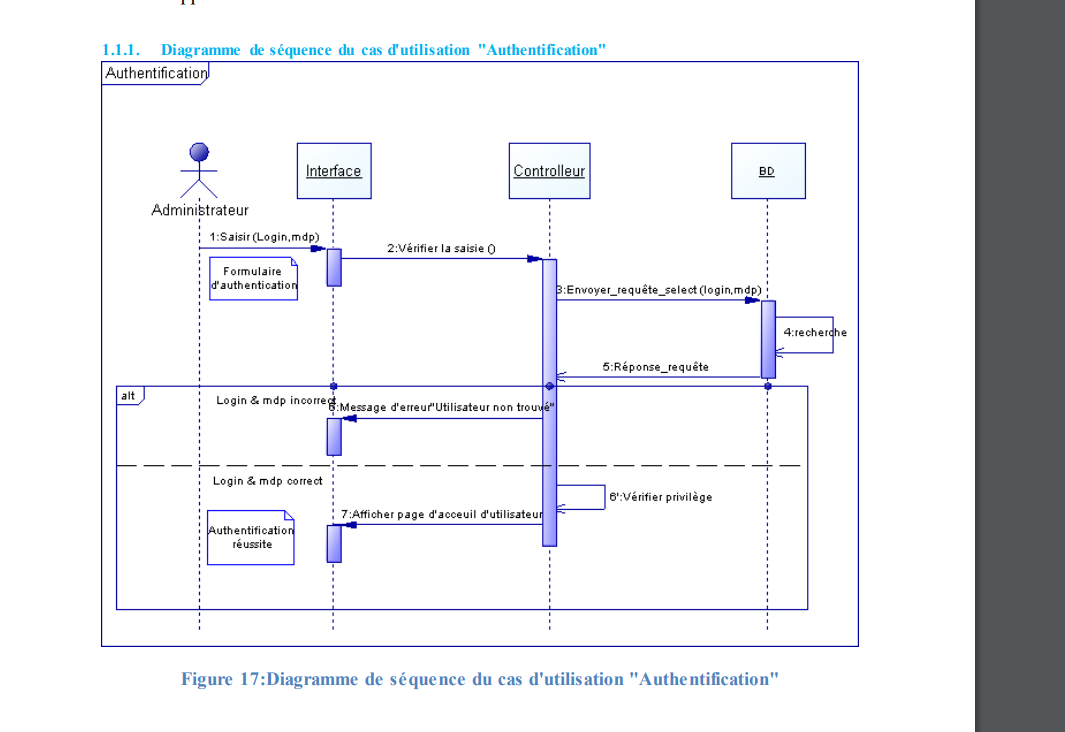 1.1.1. Diagramme de séquence du cas d'utilisation "Authentification"
Authentification
Interface
Controlleur
BD
Administrateur
1:Saisir(Login,mdp)
2:Vérifier la saisie ()
Formulaire
d'authentication
3:Envoyer_requête_select(login,mdp)
4:recherche
5:Réponse_requête
alt
Login & mdp incorrect
6:Message d'erreur"Utilisateur non trouvé"
Login & mdp correct
6':Vérifier privilège
7:Afficher page d'acceuil d'utilisateur
Authentification
réussite
Figure 17:Diagramme de séquence du cas d'utilisation "Authentification"